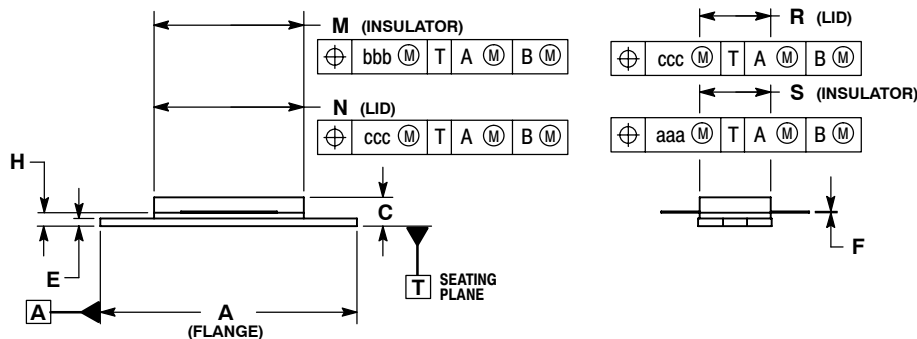 M (INSULATOR)
⌖ bbb Ⓜ T A Ⓜ B Ⓜ
N (LID)
⌖ ccc Ⓜ T A Ⓜ B Ⓜ
R (LID)
⌖ ccc Ⓜ T A Ⓜ B Ⓜ
S (INSULATOR)
⌖ aaa Ⓜ T A Ⓜ B Ⓜ
H
C
E
F
T SEATING
PLANE
A
A
(FLANGE)